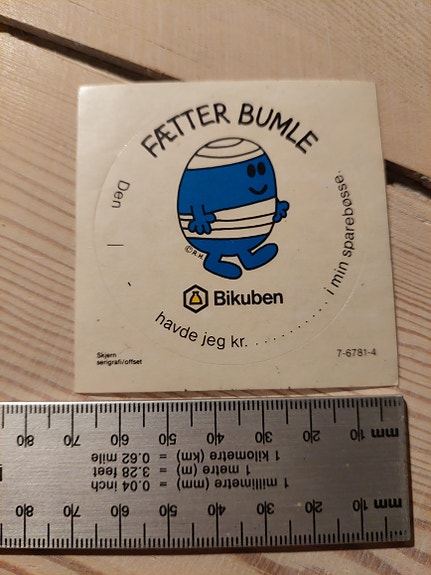 FÆTTER BUMLE
Den /
© R.H.
Bikuben
havde jeg kr. . . . . . . . . . . . . i min sparebøsse.
Skjern
serigrafi/offset
7-6781-4
80 70 60 50 40 30 20 10 mm
1 kilometre (km) = 0.62 mile
1 metre (m) = 3.28 feet
1 millimetre (mm) = 0.04 inch
80 70 60 50 40 30 20 10 mm